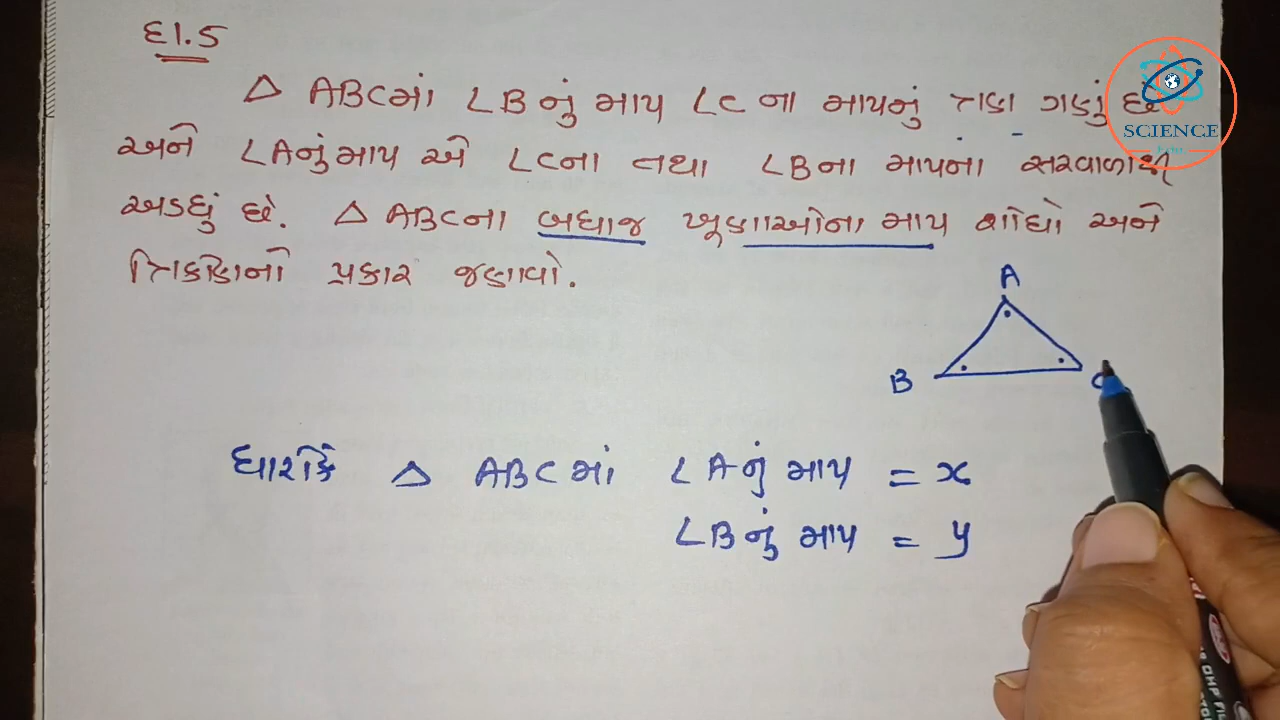 દા.5
△ ABCમાં ∠Bનું માપ ∠C ના માપનું ત્રણ ગણું છે
અને ∠Aનું માપ એ ∠Cના તથા ∠Bના માપના સરવાળાથી
અડધું છે. △ ABCના બધાજ ખૂણાઓના માપ શોધો અને
ત્રિકોણનો પ્રકાર જણાવો.
A
B C
ધારોકે △ ABCમાં ∠Aનું માપ = x
∠Bનું માપ = y
SCIENCE